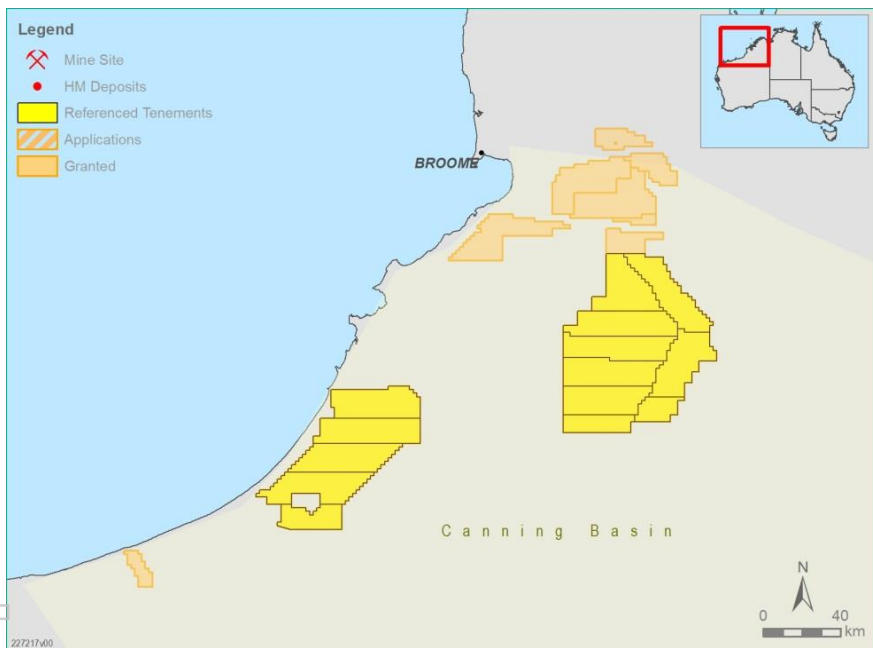 Legend
Mine Site
HM Deposits
Referenced Tenements
Applications
Granted
BROOME
Canning Basin
N
0 40
km
227217v00